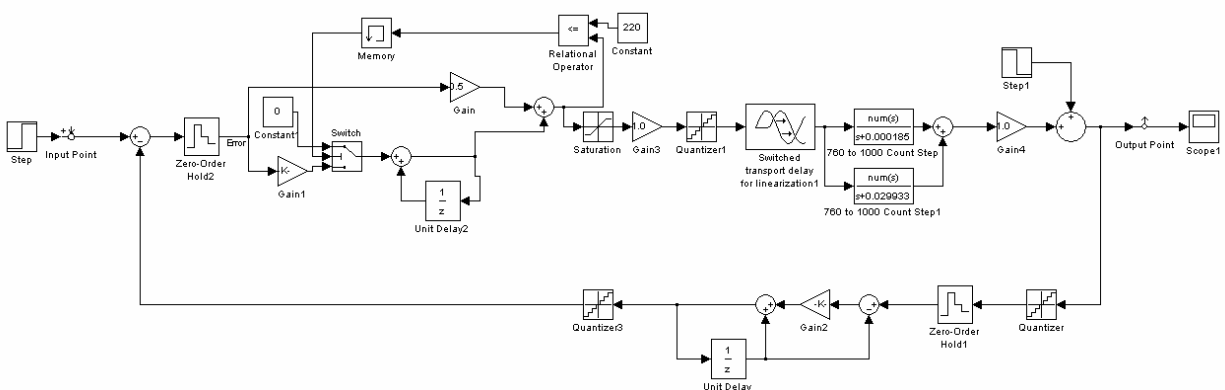 220
<=
Memory
Relational
Operator
Constant
0.5
Gain
Step1
0
Constant1
Switch
Error
Step
Input Point
Zero-Order
Hold2
-K-
Gain1
1
z
Unit Delay2
Saturation
1.0
Gain3
Quantizer1
Switched
transport delay
for linearization1
num(s)
s+0.000185
760 to 1000 Count Step
num(s)
s+0.029933
760 to 1000 Count Step1
1.0
Gain4
Output Point
Scope1
Quantizer3
-K-
Gain2
Zero-Order
Hold1
Quantizer
1
z
Unit Delay